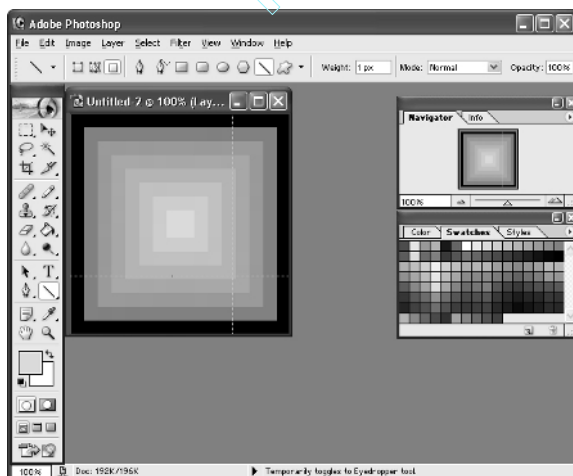 Adobe Photoshop
File Edit Image Layer Select Filter View Window Help
Weight: 1 px Mode: Normal Opacity: 100%
Untitled-2 @ 100% (Lay...
Navigator Info
100%
Color Swatches Styles
T
100% Doc: 192K/196K Temporarily toggles to Eyedropper tool.